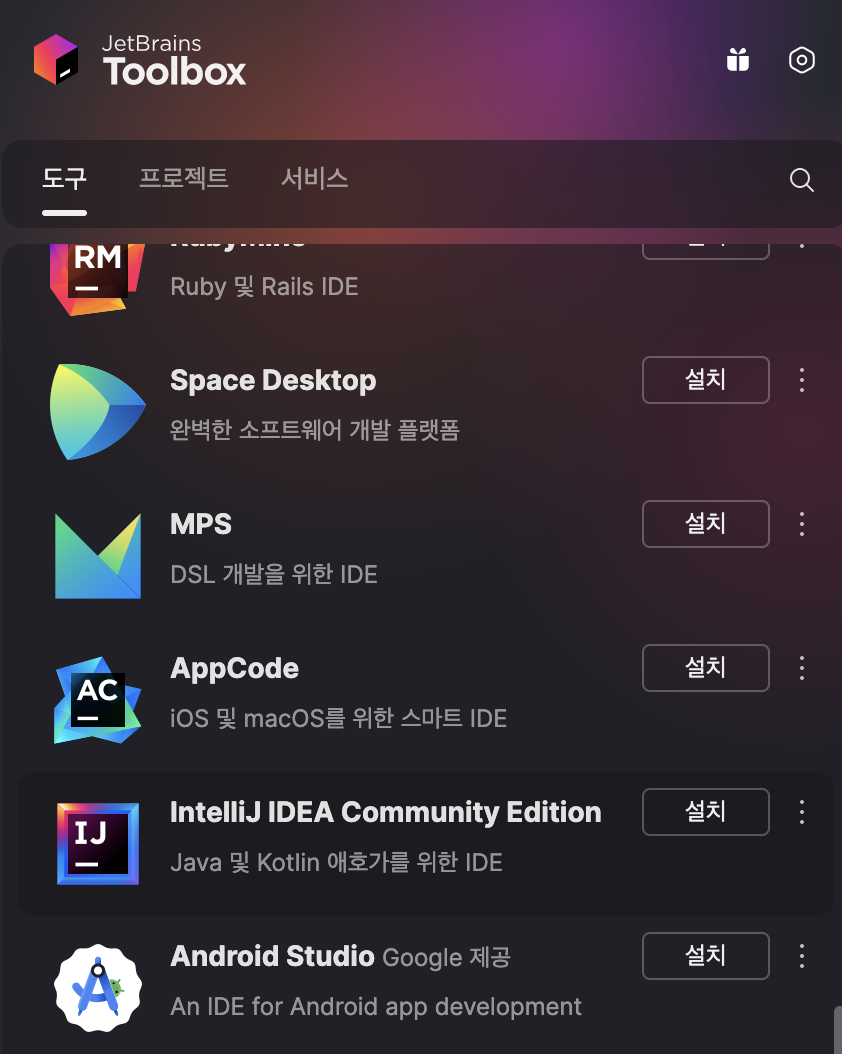 JetBrains
Toolbox
도구 프로젝트 서비스
RM
Ruby 및 Rails IDE
Space Desktop
설치
완벽한 소프트웨어 개발 플랫폼
MPS
설치
DSL 개발을 위한 IDE
AC
AppCode
설치
iOS 및 macOS를 위한 스마트 IDE
IJ
IntelliJ IDEA Community Edition
설치
Java 및 Kotlin 애호가를 위한 IDE
Android Studio Google 제공
설치
An IDE for Android app development